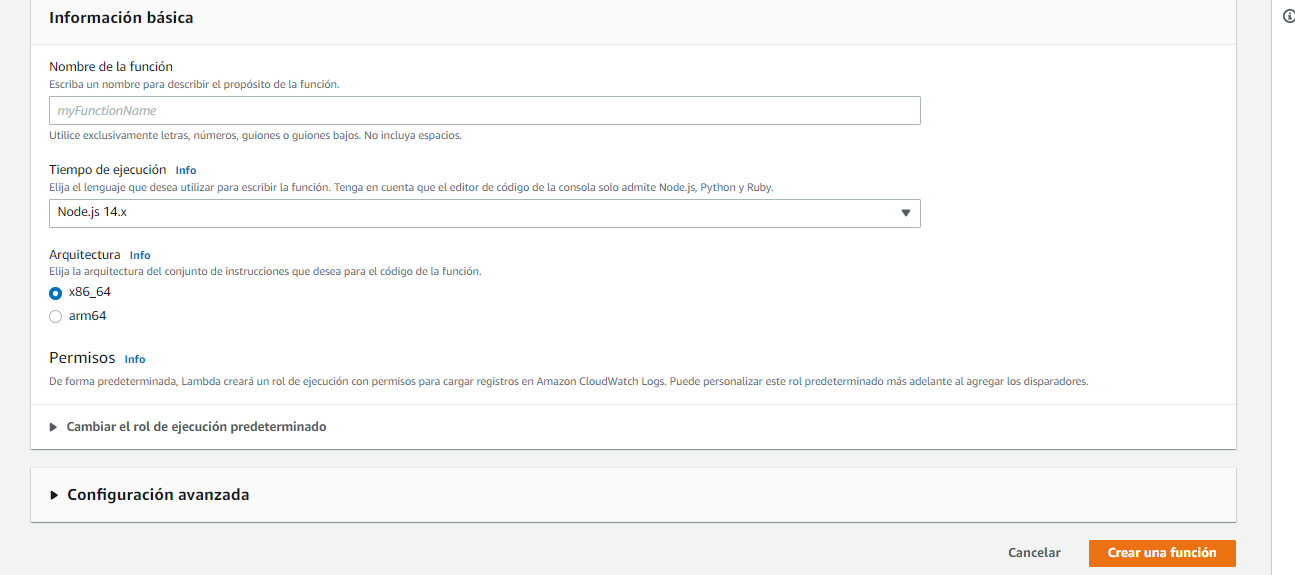 Información básica
Nombre de la función
Escriba un nombre para describir el propósito de la función.
myFunctionName
Utilice exclusivamente letras, números, guiones o guiones bajos. No incluya espacios.
Tiempo de ejecución Info
Elija el lenguaje que desea utilizar para escribir la función. Tenga en cuenta que el editor de código de la consola solo admite Node.js, Python y Ruby.
Node.js 14.x
Arquitectura Info
Elija la arquitectura del conjunto de instrucciones que desea para el código de la función.
x86_64
arm64
Permisos Info
De forma predeterminada, Lambda creará un rol de ejecución con permisos para cargar registros en Amazon CloudWatch Logs. Puede personalizar este rol predeterminado más adelante al agregar los disparadores.
Cambiar el rol de ejecución predeterminado
Configuración avanzada
Cancelar Crear una función